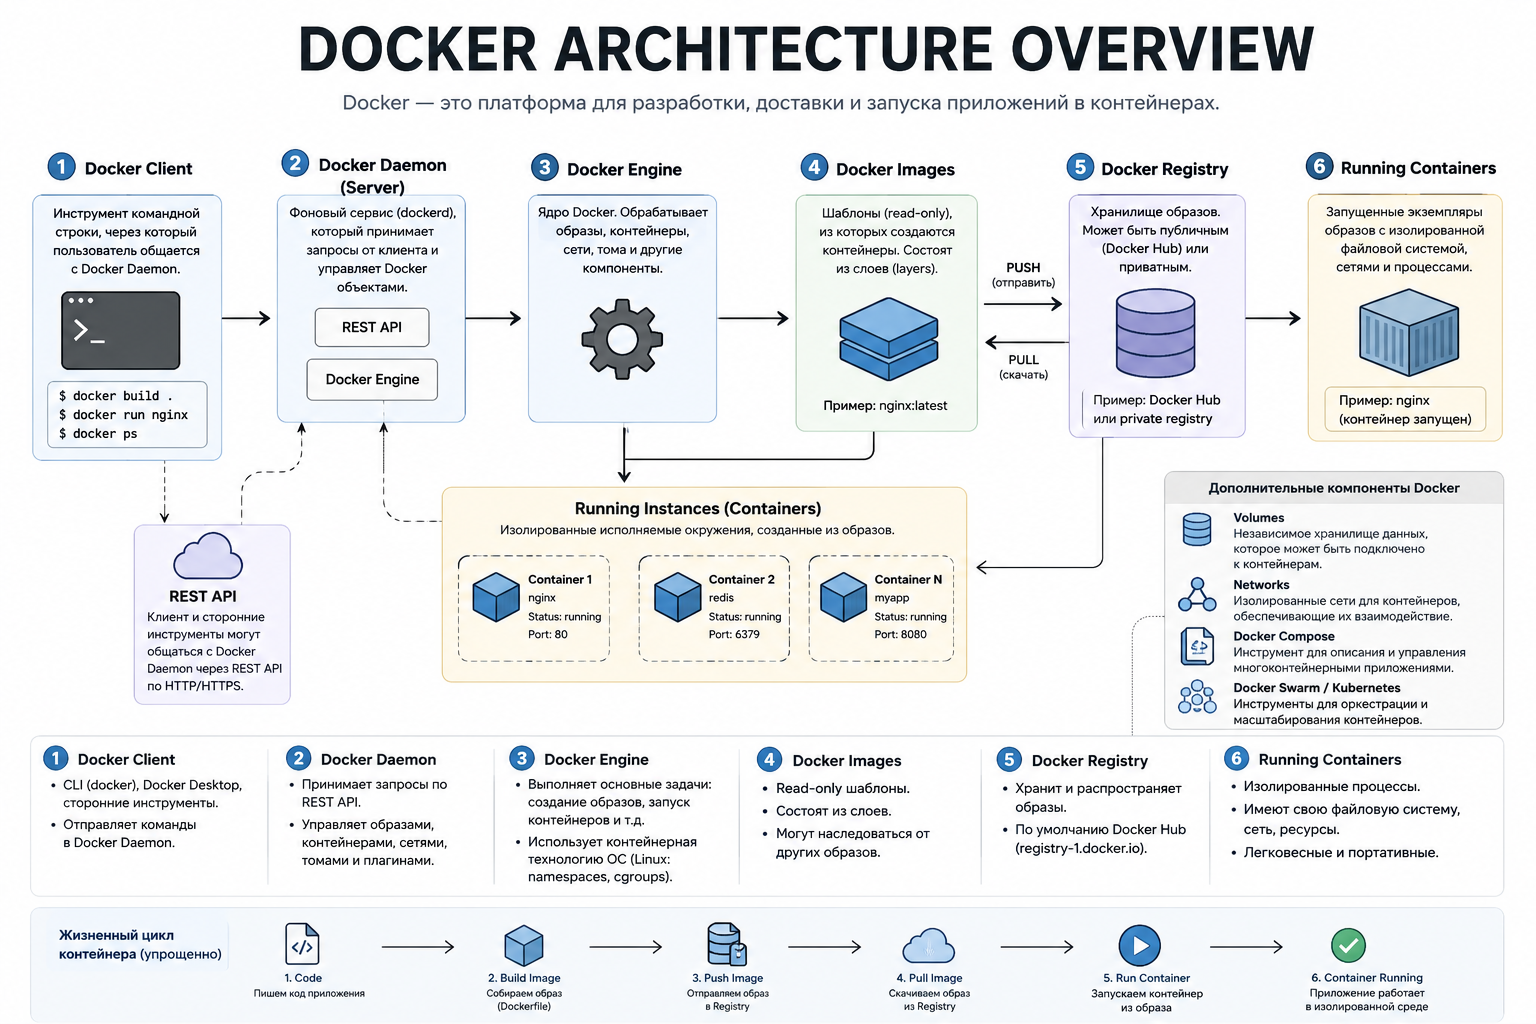 DOCKER ARCHITECTURE OVERVIEW
Docker — это платформа для разработки, доставки и запуска приложений в контейнерах.
1 Docker Client
Инструмент командной
строки, через который
пользователь общается
с Docker Daemon.
>_
$ docker build .
$ docker run nginx
$ docker ps
2 Docker Daemon
(Server)
Фоновый сервис (dockerd),
который принимает
запросы от клиента и
управляет Docker
объектами.
REST API
Docker Engine
3 Docker Engine
Ядро Docker. Обрабатывает
образы, контейнеры,
сети, тома и другие
компоненты.
4 Docker Images
Шаблоны (read-only),
из которых создаются
контейнеры. Состоят
из слоев (layers).
Пример: nginx:latest
PUSH
(отправить)
PULL
(скачать)
5 Docker Registry
Хранилище образов.
Может быть публичным
(Docker Hub) или
приватным.
Пример: Docker Hub
или private registry
6 Running Containers
Запущенные экземпляры
образов с изолированной
файловой системой,
сетями и процессами.
Пример: nginx
(контейнер запущен)
REST API
Клиент и сторонние
инструменты могут
общаться с Docker
Daemon через REST API
по HTTP/HTTPS.
Running Instances (Containers)
Изолированные исполняемые окружения, созданные из образов.
Container 1
nginx
Status: running
Port: 80
Container 2
redis
Status: running
Port: 6379
Container N
myapp
Status: running
Port: 8080
Дополнительные компоненты Docker
Volumes
Независимое хранилище данных,
которое может быть подключено
к контейнерам.
Networks
Изолированные сети для контейнеров,
обеспечивающие их взаимодействие.
Docker Compose
Инструмент для описания и управления
многоконтейнерными приложениями.
Docker Swarm / Kubernetes
Инструменты для оркестрации и
масштабирования контейнеров.
1 Docker Client
• CLI (docker), Docker Desktop,
сторонние инструменты.
• Отправляет команды
в Docker Daemon.
2 Docker Daemon
• Принимает запросы по
REST API.
• Управляет образами,
контейнерами, сетями,
томами и плагинами.
3 Docker Engine
• Выполняет основные задачи:
создание образов, запуск
контейнеров и т.д.
• Использует контейнерная
технологию ОС (Linux:
namespaces, cgroups).
4 Docker Images
• Read-only шаблоны.
• Состоят из слоев.
• Могут наследоваться от
других образов.
5 Docker Registry
• Хранит и распространяет
образы.
• По умолчанию Docker Hub
(registry-1.docker.io).
6 Running Containers
• Изолированные процессы.
• Имеют свою файловую систему,
сеть, ресурсы.
• Легковесные и портативные.
Жизненный цикл
контейнера (упрощенно)
</>
1. Code
Пишем код приложения
2. Build Image
Собираем образ
(Dockerfile)
3. Push Image
Отправляем образ
в Registry
4. Pull Image
Скачиваем образ
из Registry
5. Run Container
Запускаем контейнер
из образа
6. Container Running
Приложение работает
в изолированной среде